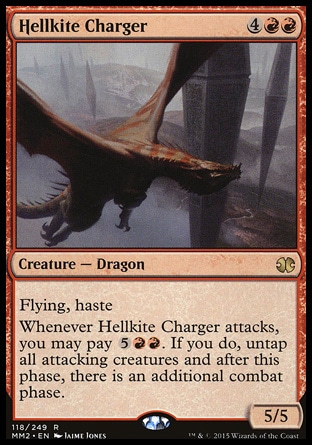 Hellkite Charger 4
Creature — Dragon
Flying, haste
Whenever Hellkite Charger attacks,
you may pay 5. If you do, untap
all attacking creatures and after this
phase, there is an additional combat
phase.
5/5
118/249 R
MM2 • EN JAIME JONES
™ & © 2015 Wizards of the Coast